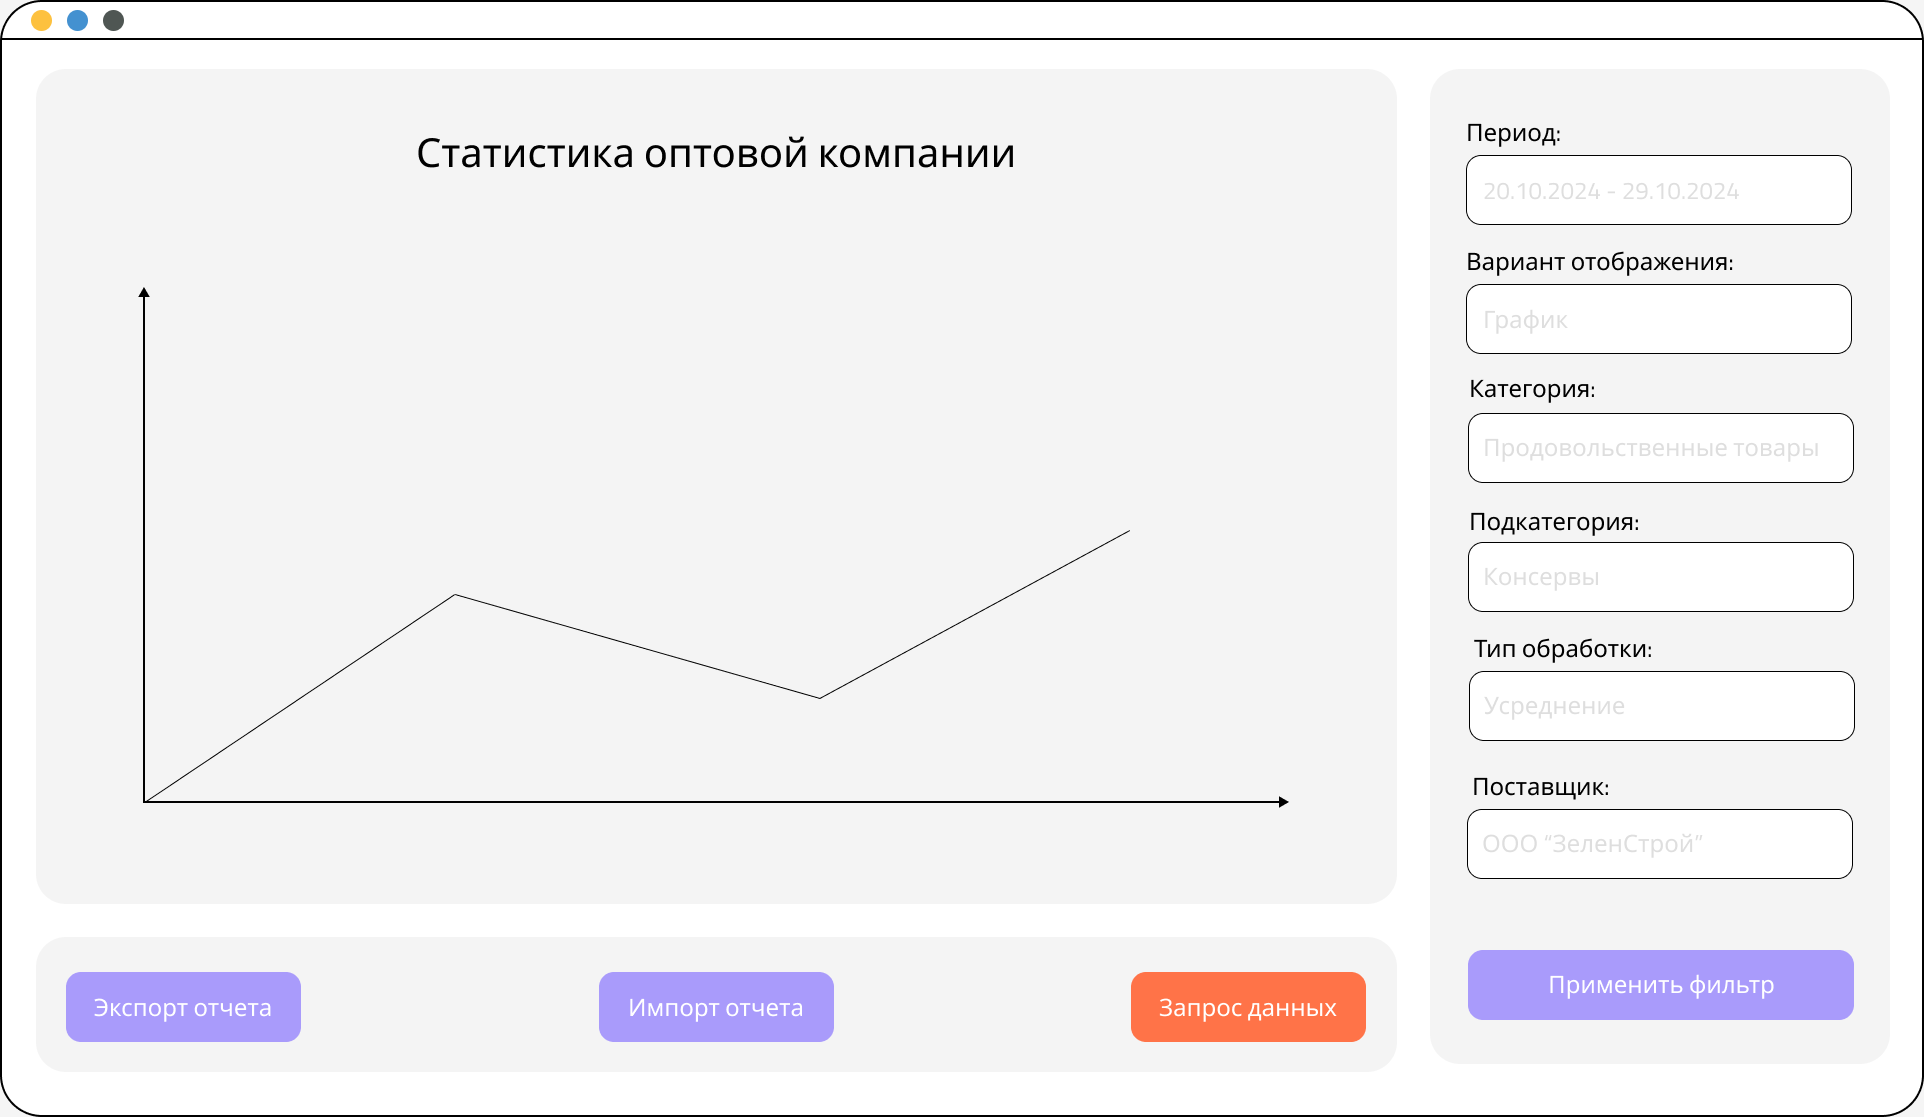 Статистика оптовой компании
Период:
20.10.2024 - 29.10.2024
Вариант отображения:
График
Категория:
Продовольственные товары
Подкатегория:
Консервы
Тип обработки:
Усреднение
Поставщик:
ООО “ЗеленСтрой”
Применить фильтр
Экспорт отчета
Импорт отчета
Запрос данных